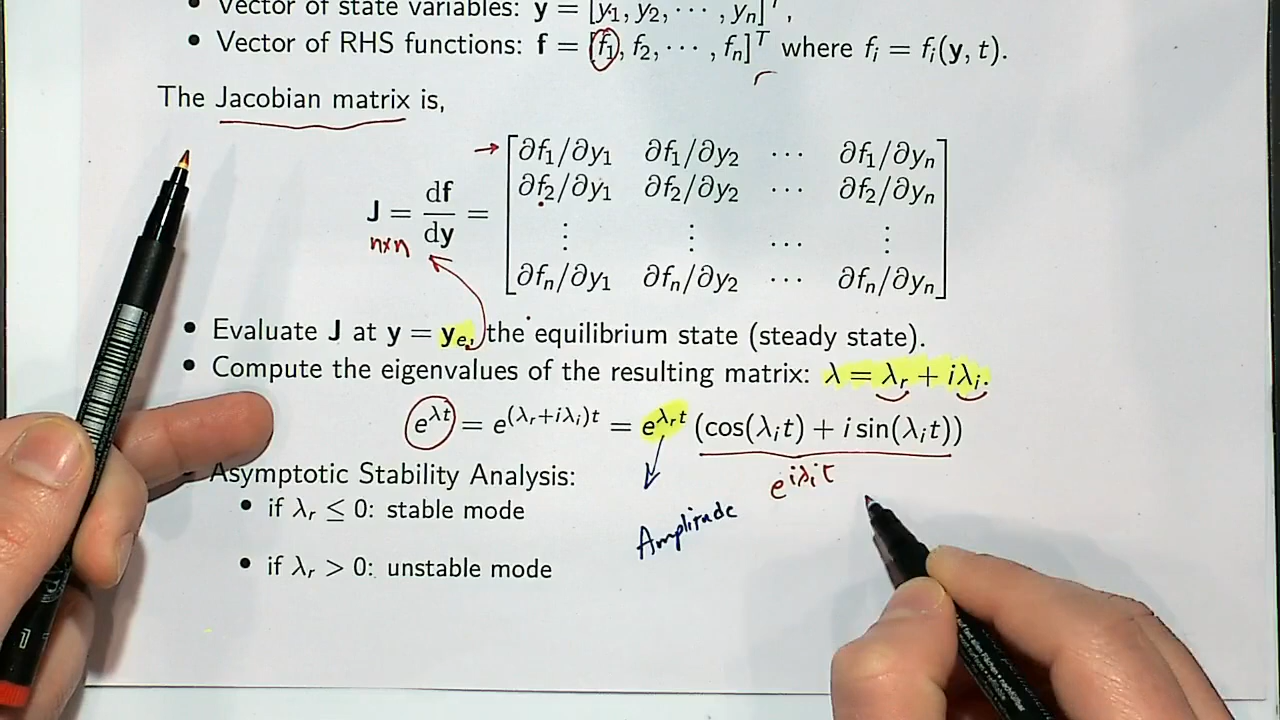 • Vector of state variables: y = [y₁, y₂, ⋯ , yₙ]ᵀ,
• Vector of RHS functions: f = [f₁, f₂, ⋯ , fₙ]ᵀ where fᵢ = fᵢ(y, t).
The Jacobian matrix is,
→ ∂f₁/∂y₁ ∂f₁/∂y₂ ⋯ ∂f₁/∂yₙ
∂f₂/∂y₁ ∂f₂/∂y₂ ⋯ ∂f₂/∂yₙ
J = df/dy =
n×n
⋮ ⋮ ⋯ ⋮
∂fₙ/∂y₁ ∂fₙ/∂y₂ ⋯ ∂fₙ/∂yₙ
• Evaluate J at y = yₑ, the equilibrium state (steady state).
• Compute the eigenvalues of the resulting matrix: λ = λᵣ + iλᵢ.
e^{λt} = e^{(λᵣ+iλᵢ)t} = e^{λᵣt} (cos(λᵢt) + i sin(λᵢt))
e^{iλᵢt}
Asymptotic Stability Analysis:
• if λᵣ ≤ 0: stable mode
Amplitude
• if λᵣ > 0: unstable mode